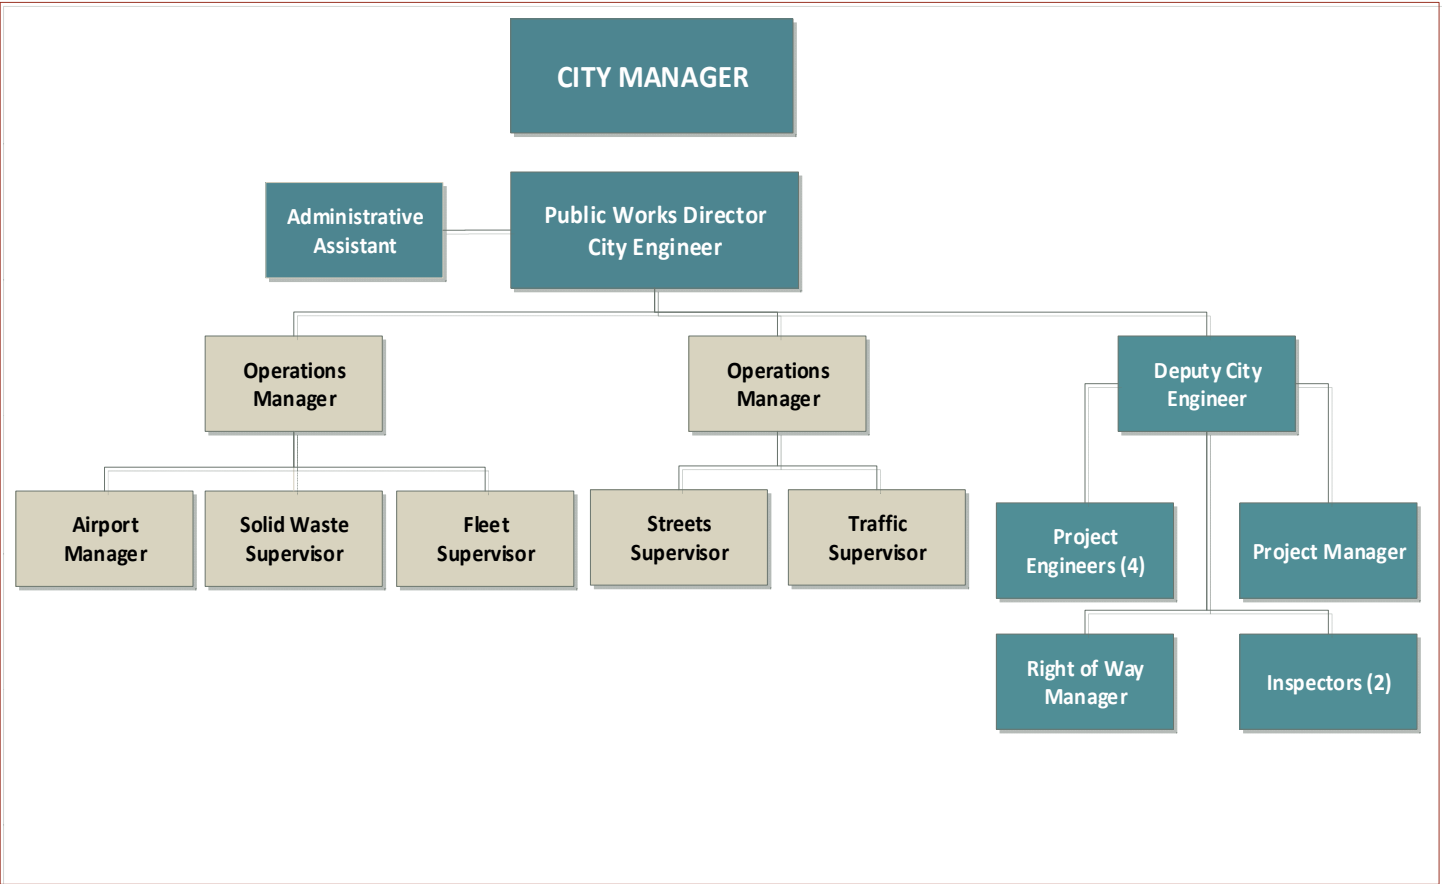 CITY MANAGER
Administrative
Assistant
Public Works Director
City Engineer
Operations
Manager
Operations
Manager
Deputy City
Engineer
Airport
Manager
Solid Waste
Supervisor
Fleet
Supervisor
Streets
Supervisor
Traffic
Supervisor
Project
Engineers (4)
Project Manager
Right of Way
Manager
Inspectors (2)